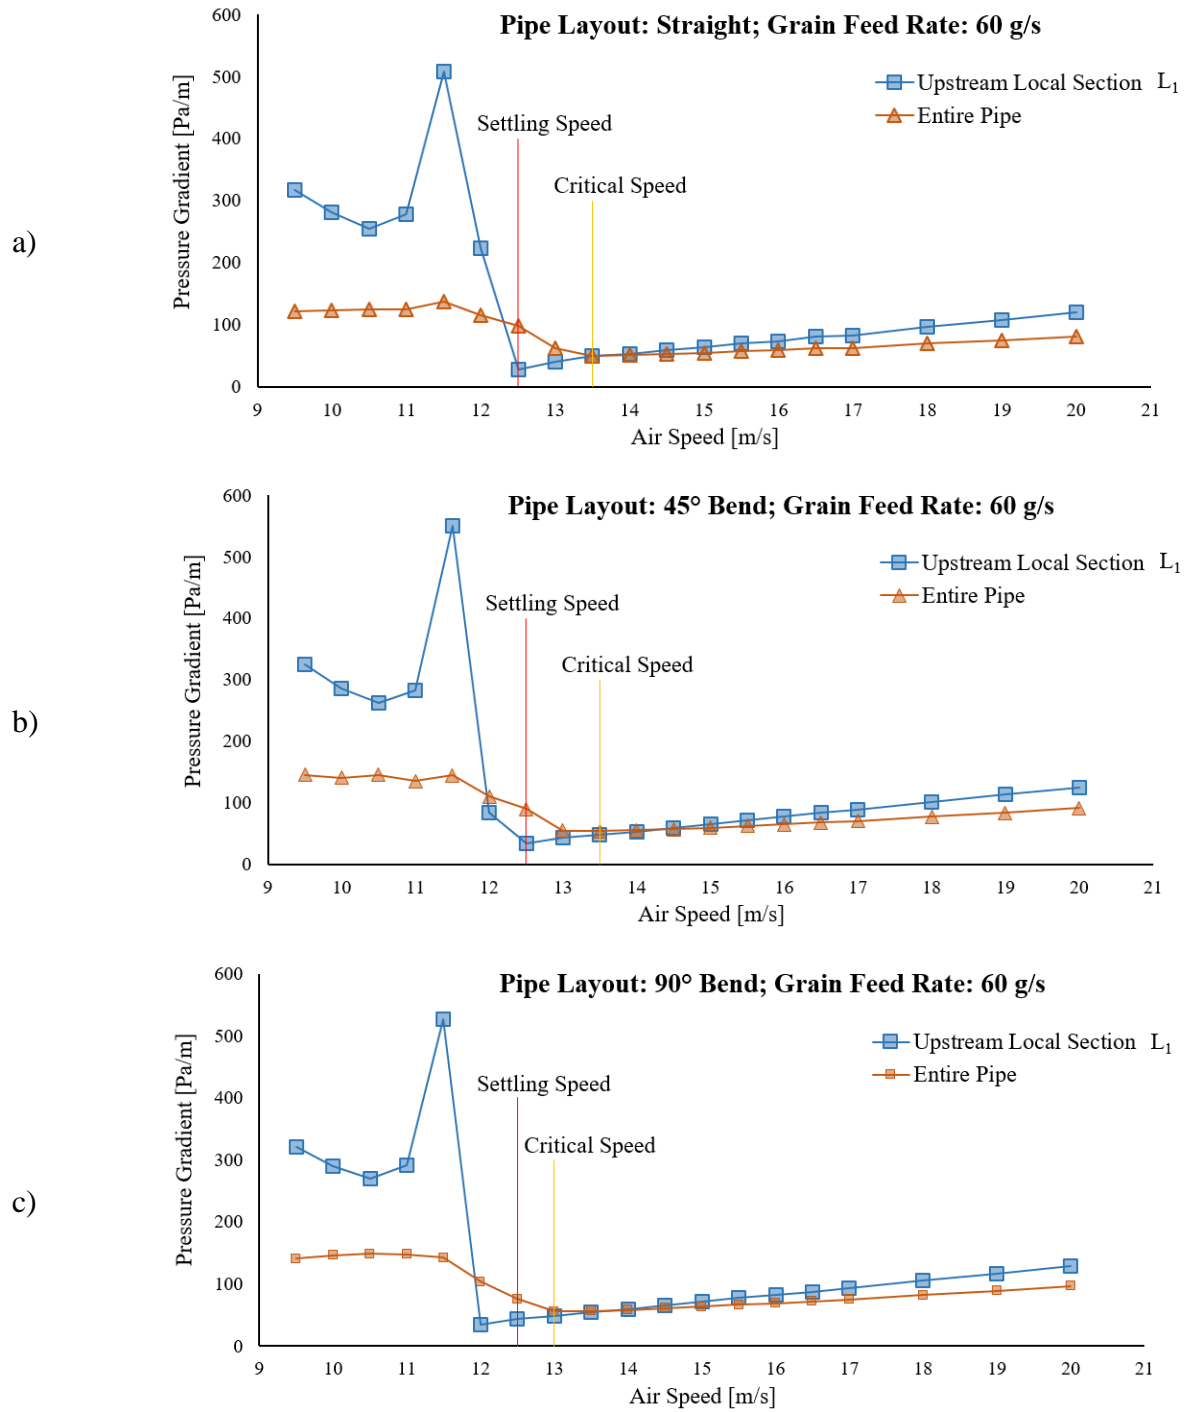 a)
Pipe Layout: Straight; Grain Feed Rate: 60 g/s
Pressure Gradient [Pa/m]
600
500
400
300
200
100
0
Upstream Local Section L₁
Entire Pipe
Settling Speed
Critical Speed
9 10 11 12 13 14 15 16 17 18 19 20 21
Air Speed [m/s]
b)
Pipe Layout: 45° Bend; Grain Feed Rate: 60 g/s
Pressure Gradient [Pa/m]
600
500
400
300
200
100
0
Upstream Local Section L₁
Entire Pipe
Settling Speed
Critical Speed
9 10 11 12 13 14 15 16 17 18 19 20 21
Air Speed [m/s]
c)
Pipe Layout: 90° Bend; Grain Feed Rate: 60 g/s
Pressure Gradient [Pa/m]
600
500
400
300
200
100
0
Upstream Local Section L₁
Entire Pipe
Settling Speed
Critical Speed
9 10 11 12 13 14 15 16 17 18 19 20 21
Air Speed [m/s]